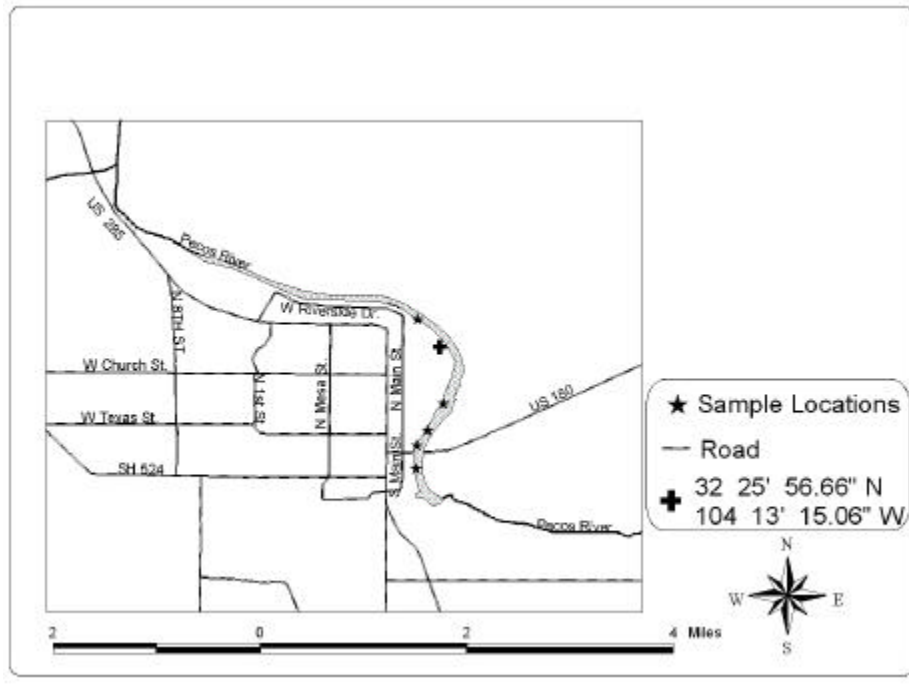 US 285
Pecos River
W Riverside Dr.
N 8TH ST.
W Church St.
N 1st St
N Mesa St.
N Main St
US 180
W Texas St.
SH 524
S Main St.
Pecos River
Sample Locations
Road
32 25' 56.66" N
104 13' 15.06" W
N
W E
S
2 0 2 4 Miles